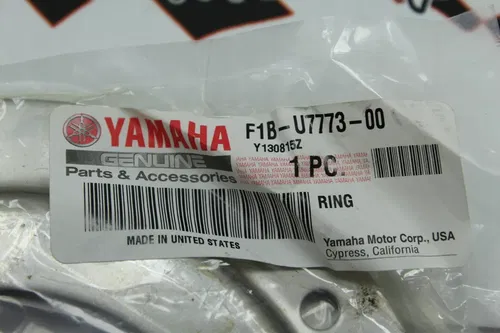 YAMAHA
GENUINE
Parts & Accessories
F1B-U7773-00
Y130815Z
1 PC.
RING
MADE IN UNITED STATES
Yamaha Motor Corp., USA
Cypress, California